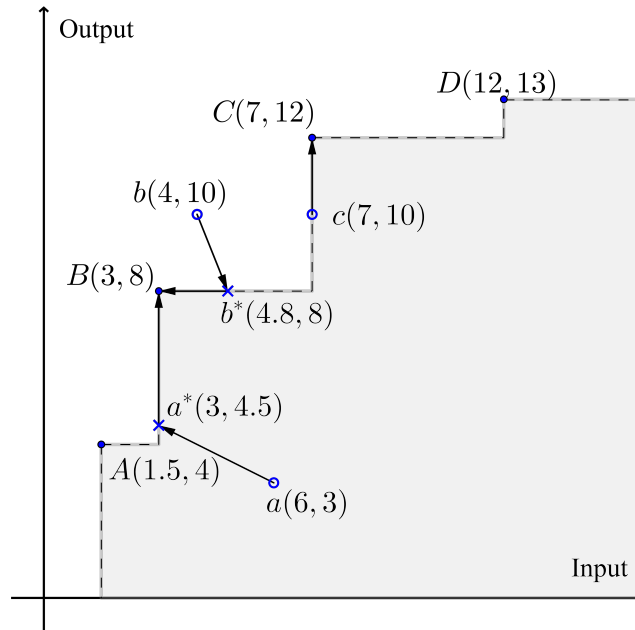 Output
D(12, 13)
C(7, 12)
b(4, 10)
c(7, 10)
B(3, 8)
b*(4.8, 8)
a*(3, 4.5)
A(1.5, 4)
a(6, 3)
Input